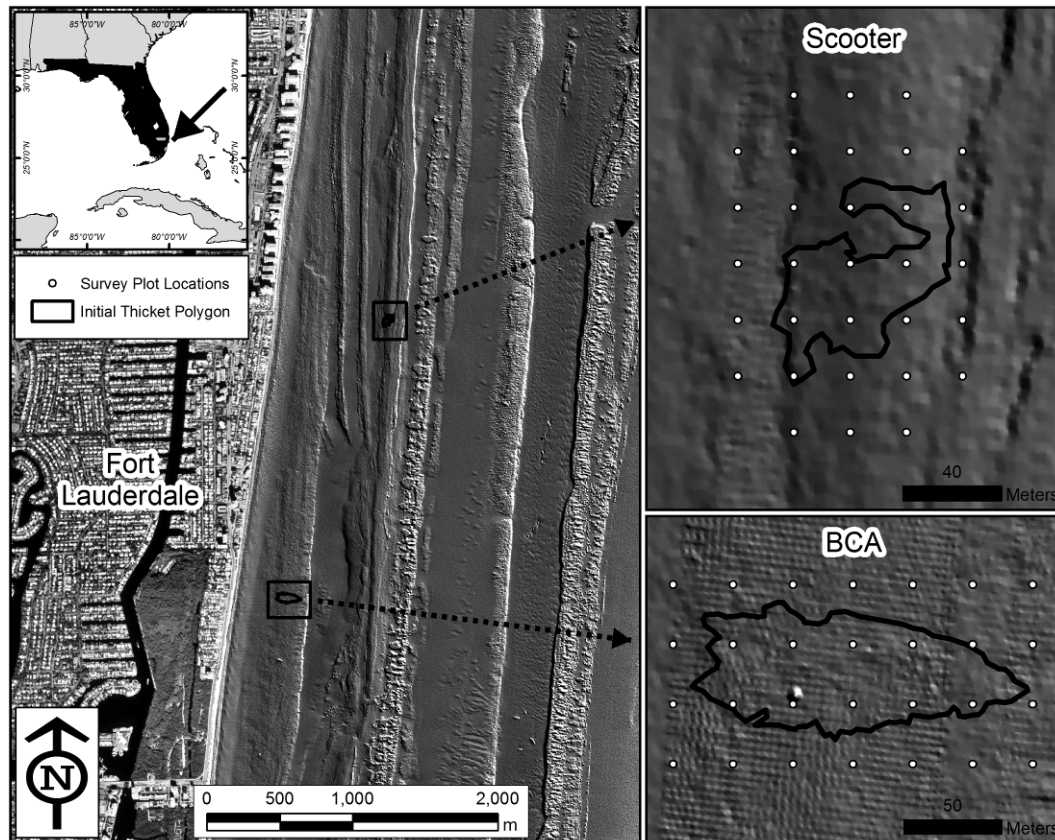 85°0'0"W
80°0'0"W
30°0'0"N
30°0'0"N
25°0'0"N
25°0'0"N
85°0'0"W
80°0'0"W
Survey Plot Locations
Initial Thicket Polygon
Fort
Lauderdale
N
0
500
1,000
2,000
m
Scooter
40
Meters
BCA
50
Meters